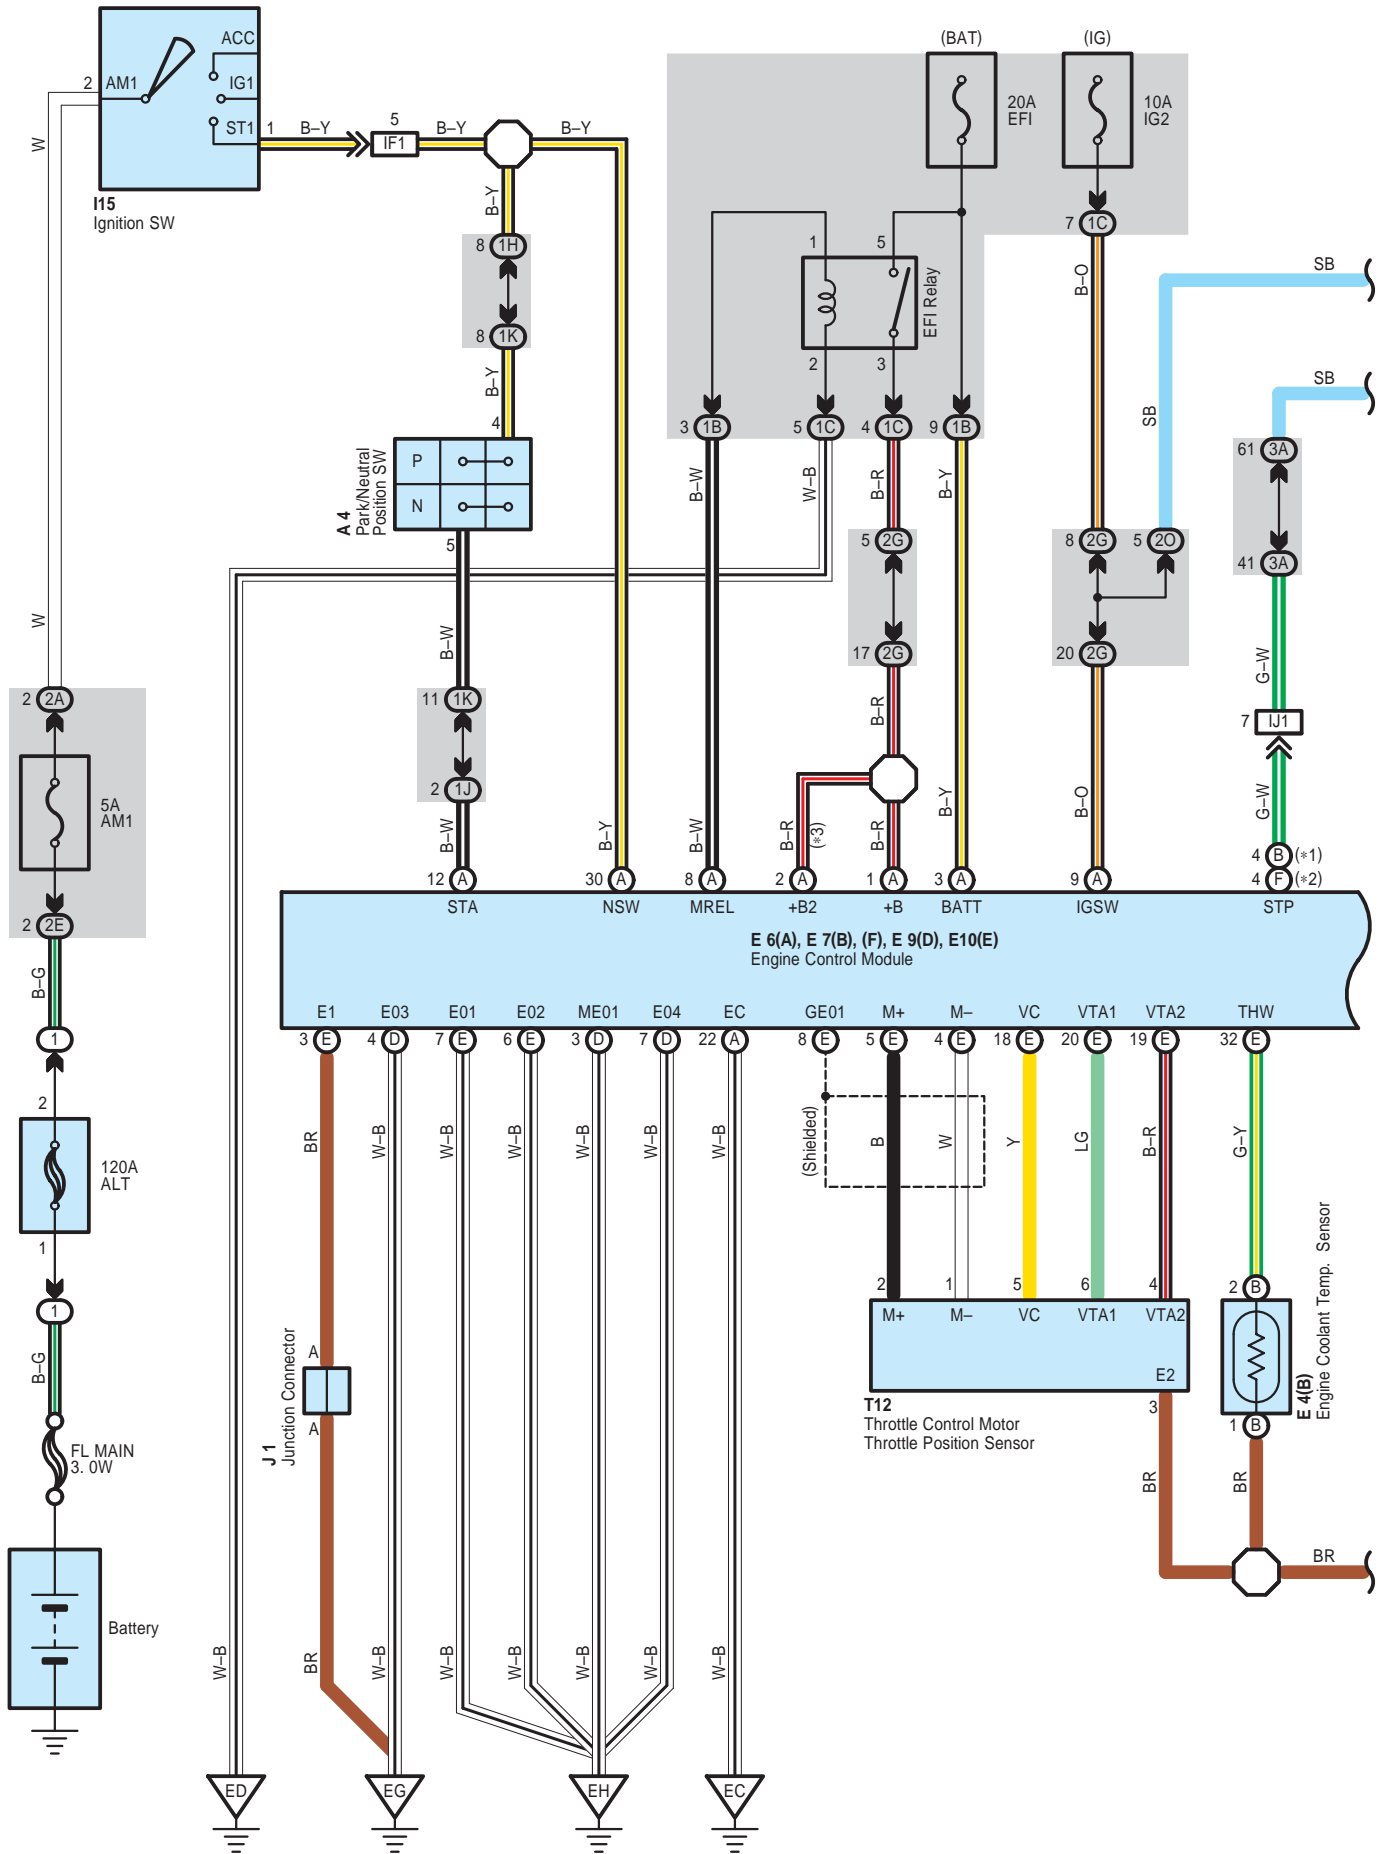 (BAT)
(IG)
ACC
2
AM1
IG1
ST1
1
B–Y
5
IF1
B–Y
B–Y
20A
EFI
10A
IG2
W
I15
Ignition SW
B–Y
7
1C
8
1H
1
5
EFI Relay
B–O
SB
8
1K
2
3
B–Y
SB
SB
4
3
1B
5
1C
4
1C
9
1B
61
3A
P
N
A 4
Park/Neutral
Position SW
B–W
W–B
B–R
B–Y
5
5
2G
8
2G
5
2O
41
3A
W
B–W
17
2G
20
2G
G–W
2
2A
11
1K
B–R
7
IJ1
5A
AM1
2
1J
B–W
B–Y
B–W
B–R
(*3)
B–R
B–Y
B–O
G–W
4
B
(*1)
12
A
30
A
8
A
2
A
1
A
3
A
9
A
4
F
(*2)
STA
NSW
MREL
+B2
+B
BATT
IGSW
STP
2
2E
E 6(A), E 7(B), (F), E 9(D), E10(E)
Engine Control Module
B–G
E1
E03
E01
E02
ME01
E04
EC
GE01
M+
M–
VC
VTA1
VTA2
THW
1
3
E
4
D
7
E
6
E
3
D
7
D
22
A
8
E
5
E
4
E
18
E
20
E
19
E
32
E
2
120A
ALT
1
BR
W–B
W–B
W–B
W–B
W–B
W–B
(Shielded)
B
W
Y
LG
B–R
G–Y
1
2
1
5
6
4
2
B
M+
M–
VC
VTA1
VTA2
E2
B–G
A
A
J 1
Junction Connector
T12
Throttle Control Motor
Throttle Position Sensor
3
1
B
E 4(B)
Engine Coolant Temp. Sensor
FL MAIN
3. 0W
BR
BR
BR
Battery
W–B
BR
W–B
W–B
W–B
W–B
W–B
W–B
ED
EG
EH
EC